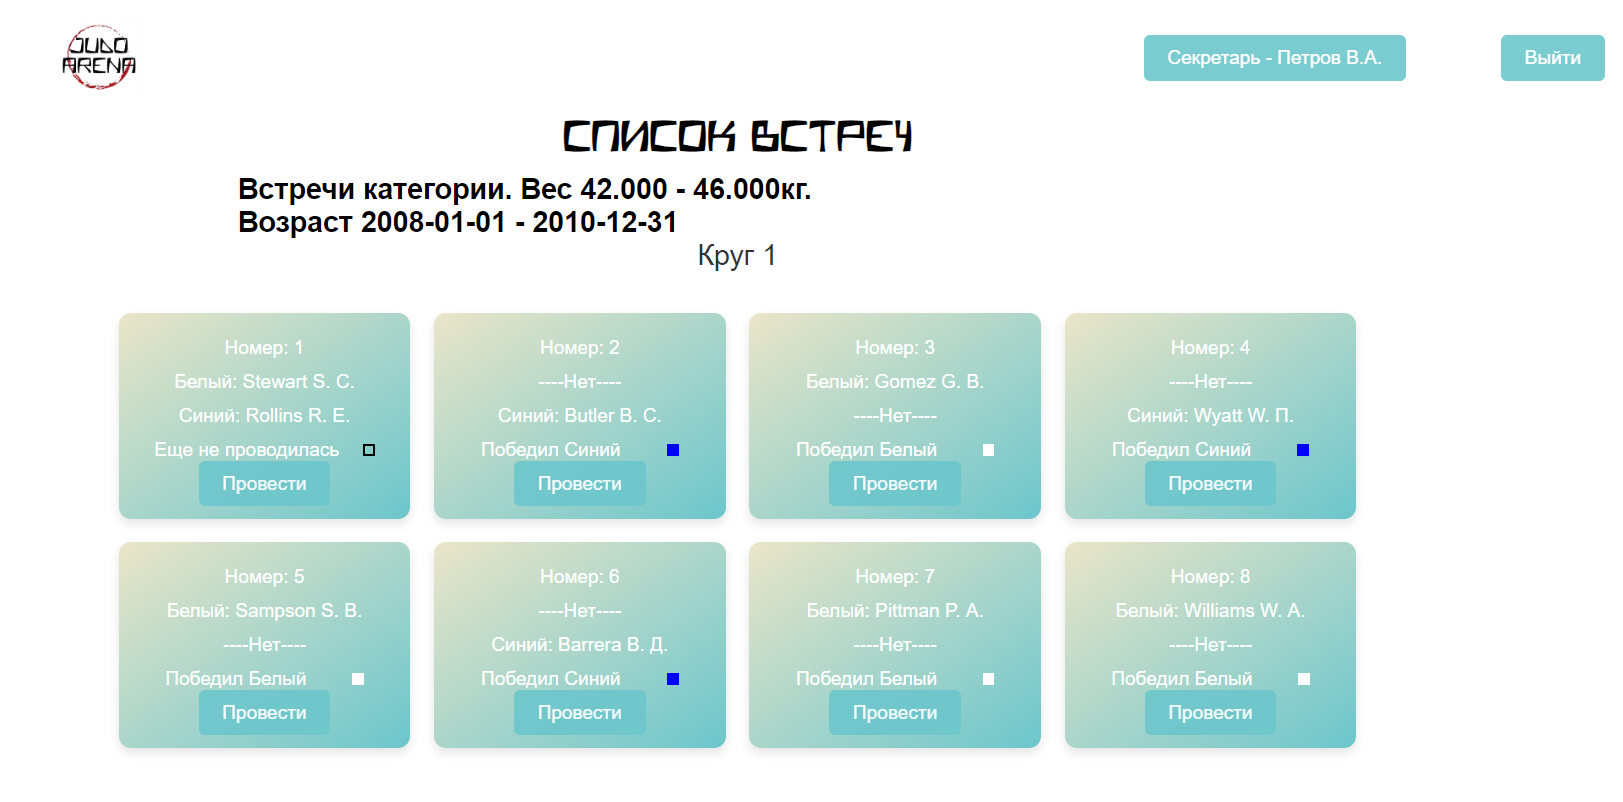 JUDO
ARENA
Секретарь - Петров В.А.
Выйти
СПИСОК ВСТРЕЧ
Встречи категории. Вес 42.000 - 46.000кг.
Возраст 2008-01-01 - 2010-12-31
Круг 1
Номер: 1
Белый: Stewart S. C.
Синий: Rollins R. E.
Еще не проводилась
Провести
Номер: 2
----Нет----
Синий: Butler B. C.
Победил Синий
Провести
Номер: 3
Белый: Gomez G. B.
----Нет----
Победил Белый
Провести
Номер: 4
----Нет----
Синий: Wyatt W. П.
Победил Синий
Провести
Номер: 5
Белый: Sampson S. B.
----Нет----
Победил Белый
Провести
Номер: 6
----Нет----
Синий: Barrera B. Д.
Победил Синий
Провести
Номер: 7
Белый: Pittman P. A.
----Нет----
Победил Белый
Провести
Номер: 8
Белый: Williams W. A.
----Нет----
Победил Белый
Провести